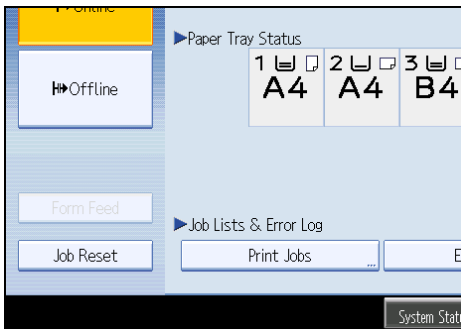 Online
Paper Tray Status
1 2 3
A4 A4 B4
Offline
Form Feed
Job Lists & Error Log
Job Reset
Print Jobs
...
System